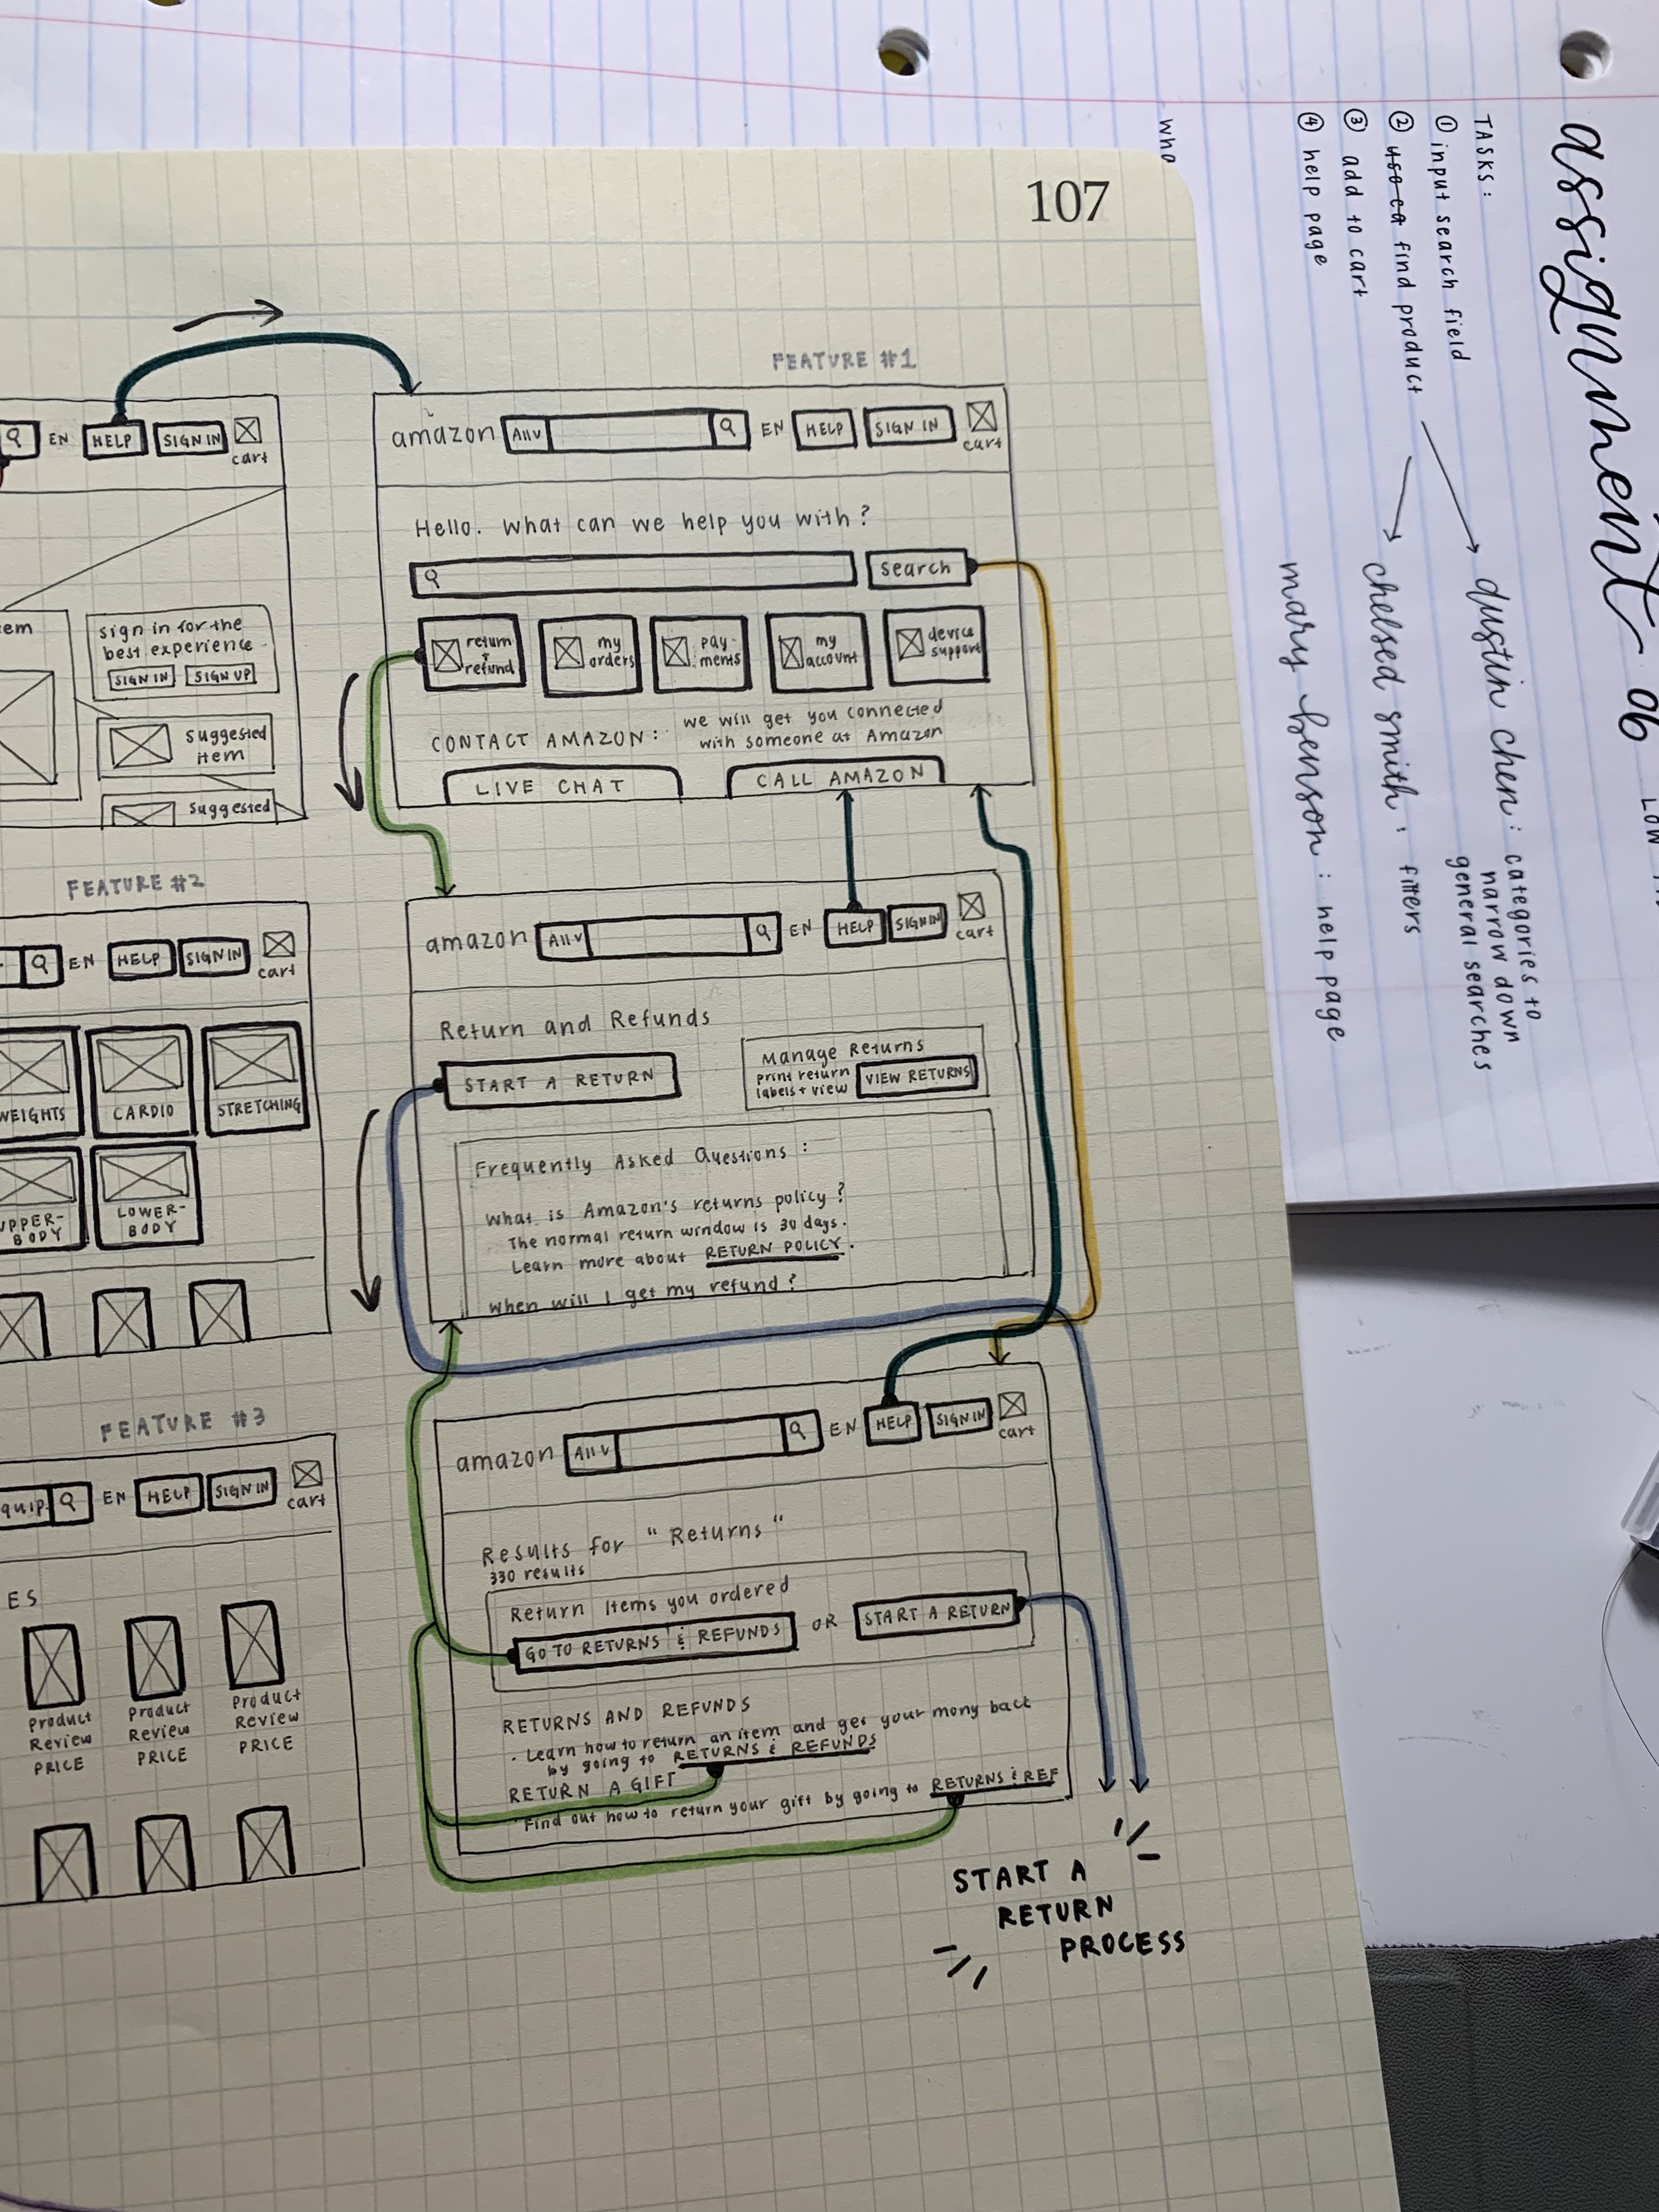 107
FEATURE #1
EN
HELP
SIGN IN
cart
sign in for the
best experience
SIGN IN
SIGN UP
suggested
item
suggested
amazon
All v
EN
HELP
SIGN IN
cart
Hello. What can we help you with?
search
return
+
refund
my
orders
pay-
ments
my
account
device
support
CONTACT AMAZON:
we will get you connected
with someone at Amazon
LIVE CHAT
CALL AMAZON
FEATURE #2
EN
HELP
SIGN IN
cart
WEIGHTS
CARDIO
STRETCHING
UPPER-
BODY
LOWER-
BODY
amazon
All v
EN
HELP
SIGN IN
cart
Return and Refunds
START A RETURN
Manage Returns
print return
labels + view
VIEW RETURNS
Frequently Asked Questions:
What is Amazon's returns policy?
The normal return window is 30 days.
Learn more about RETURN POLICY.
When will I get my refund?
FEATURE #3
quip.
EN
HELP
SIGN IN
cart
ES
Product
Review
PRICE
Product
Review
PRICE
Product
Review
PRICE
amazon
All v
EN
HELP
SIGN IN
cart
Results for "Returns"
330 results
Return Items you ordered
GO TO RETURNS & REFUNDS
OR
START A RETURN
RETURNS AND REFUNDS
· Learn how to return an item and get your mony back
by going to RETURNS & REFUNDS
RETURN A GIFT
· Find out how to return your gift by going to RETURNS & REF
START A
RETURN
PROCESS
assignment 06
TASKS:
① input search field
② use ca find product
③ add to cart
④ help page
dustin chen: categories to
narrow down
general searches
chelsea smith: filters
mary henson: help page
who